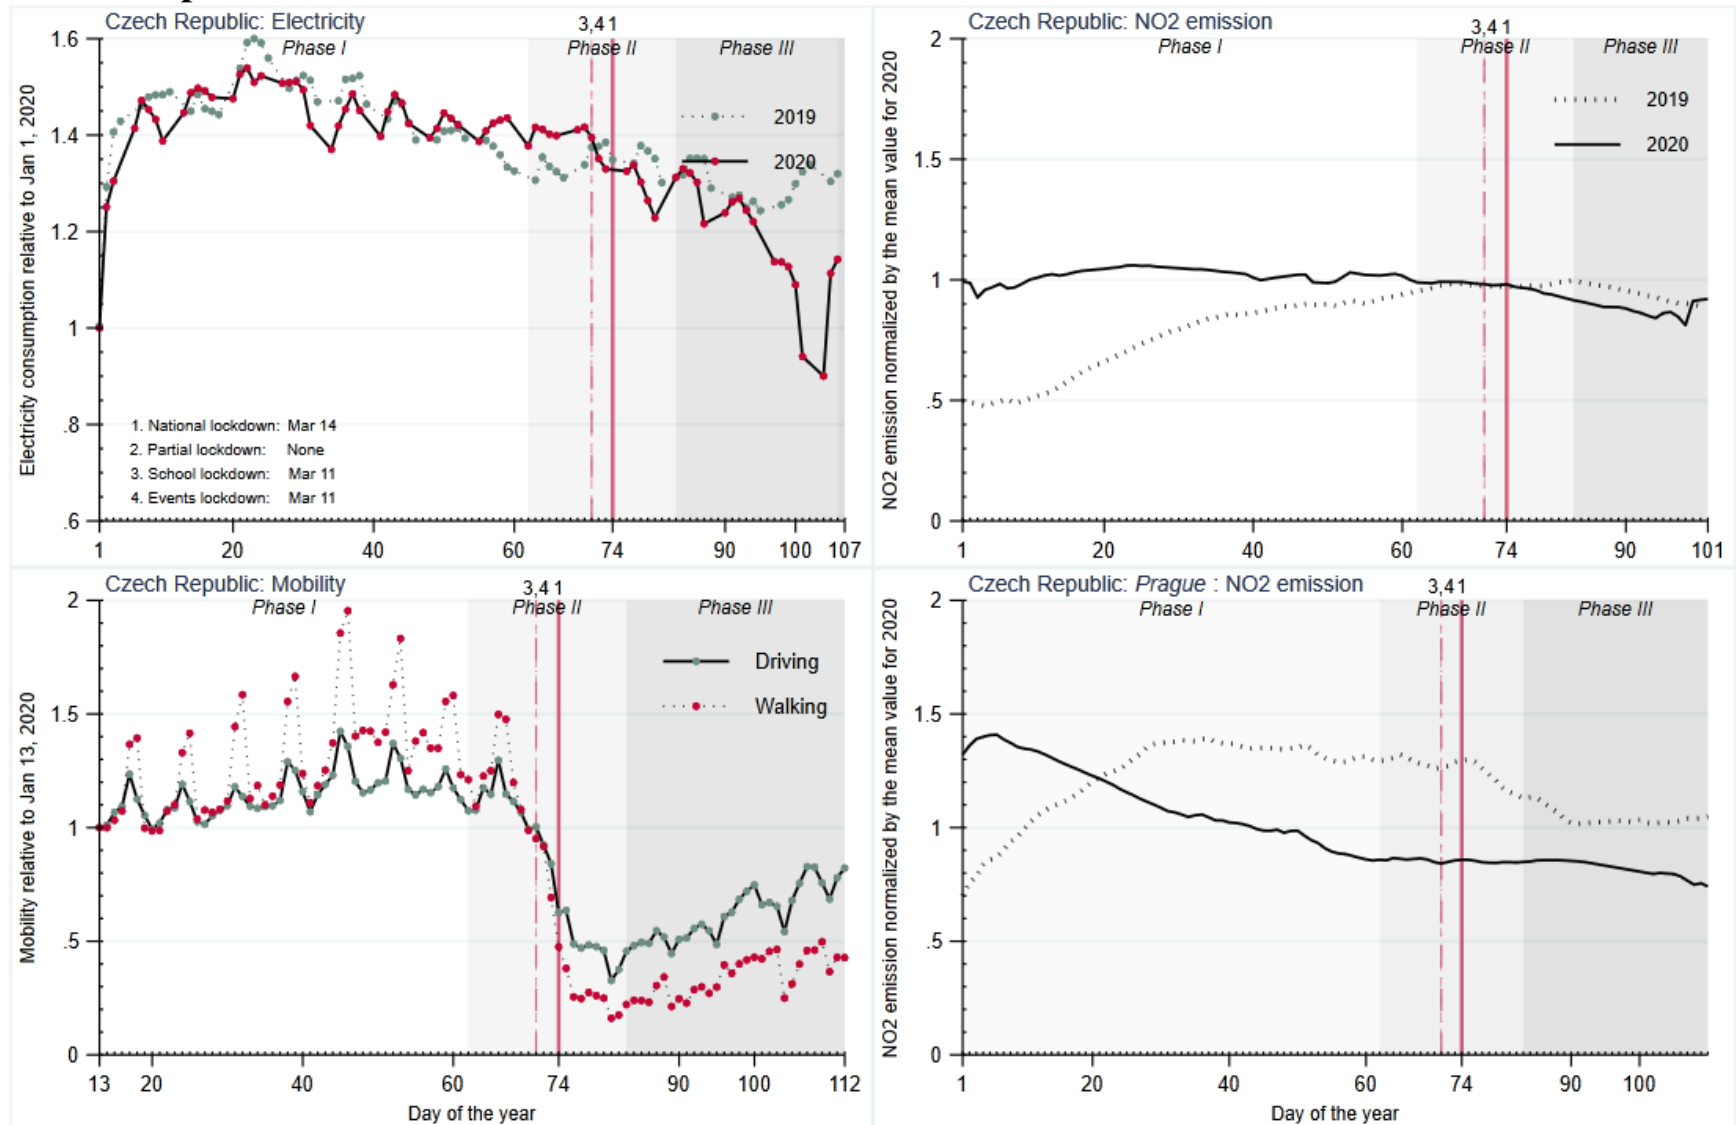 Czech Republic: Electricity
3,4 1
Phase I
Phase II
Phase III
1.6
1.4
1.2
1
.8
.6
Electricity consumption relative to Jan 1, 2020
2019
2020
1. National lockdown: Mar 14
2. Partial lockdown: None
3. School lockdown: Mar 11
4. Events lockdown: Mar 11
1 20 40 60 74 90 100 107
Czech Republic: NO2 emission
3,4 1
Phase I
Phase II
Phase III
2
1.5
1
.5
0
NO2 emission normalized by the mean value for 2020
2019
2020
1 20 40 60 74 90 101
Czech Republic: Mobility
3,4 1
Phase I
Phase II
Phase III
2
1.5
1
.5
0
Mobility relative to Jan 13, 2020
Driving
Walking
13 20 40 60 74 90 100 112
Day of the year
Czech Republic: Prague : NO2 emission
3,4 1
Phase I
Phase II
Phase III
2
1.5
1
.5
0
NO2 emission normalized by the mean value for 2020
1 20 40 60 74 90 100
Day of the year